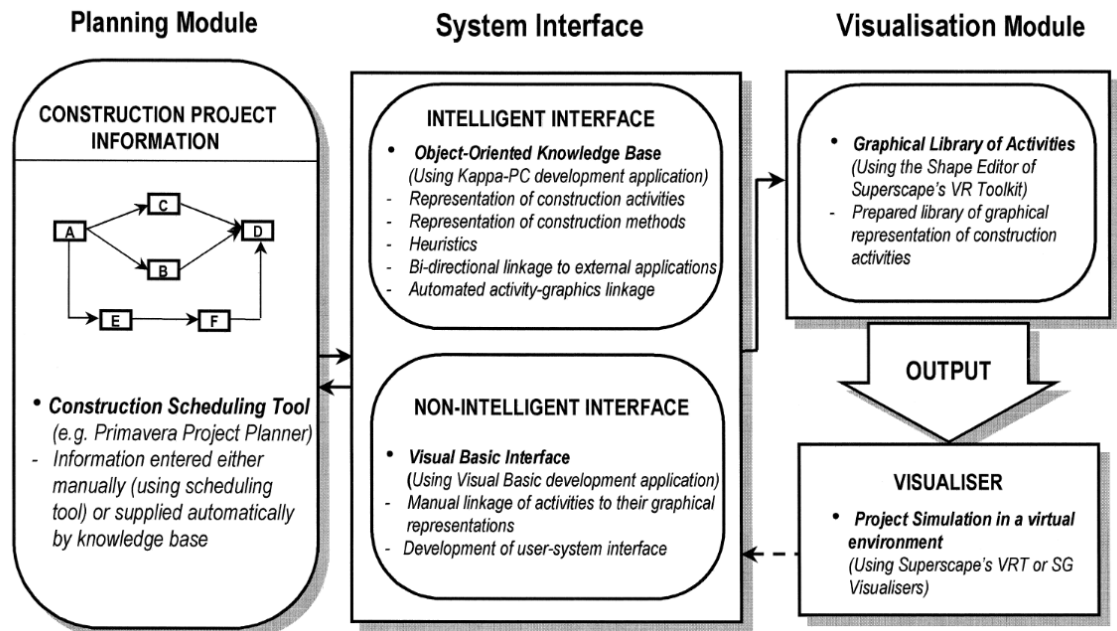 Planning Module
System Interface
Visualisation Module
CONSTRUCTION PROJECT
INFORMATION
C
A
D
B
E
F
• Construction Scheduling Tool
(e.g. Primavera Project Planner)
- Information entered either
manually (using scheduling
tool) or supplied automatically
by knowledge base
INTELLIGENT INTERFACE
• Object-Oriented Knowledge Base
(Using Kappa-PC development application)
- Representation of construction activities
- Representation of construction methods
- Heuristics
- Bi-directional linkage to external applications
- Automated activity-graphics linkage
NON-INTELLIGENT INTERFACE
• Visual Basic Interface
(Using Visual Basic development application)
- Manual linkage of activities to their graphical
representations
- Development of user-system interface
• Graphical Library of Activities
(Using the Shape Editor of
Superscape's VR Toolkit)
- Prepared library of graphical
representation of construction
activities
OUTPUT
VISUALISER
• Project Simulation in a virtual
environment
(Using Superscape's VRT or SG
Visualisers)